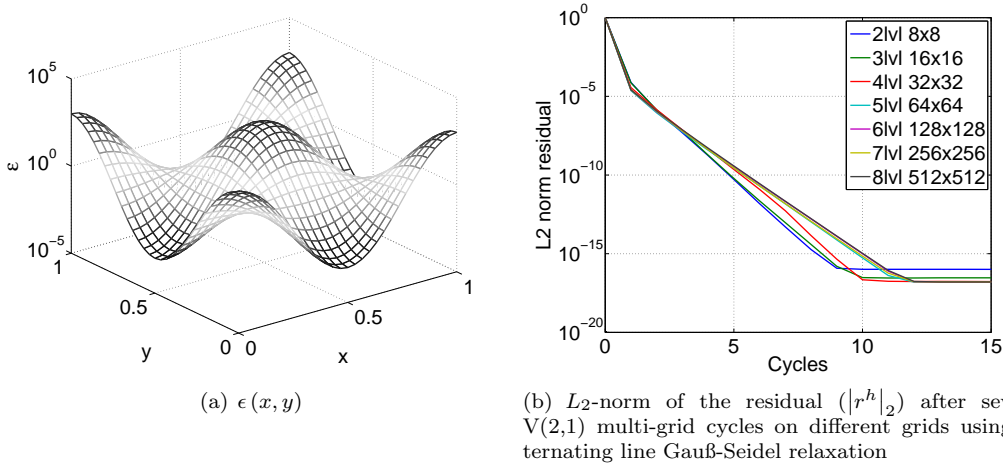 10^5
10^0
10^-5
ε
1
0.5
0
y
0
0.5
1
x
(a) ϵ (x, y)
10^0
10^-5
10^-10
10^-15
10^-20
L2 norm residual
0
5
10
15
Cycles
2lvl 8x8
3lvl 16x16
4lvl 32x32
5lvl 64x64
6lvl 128x128
7lvl 256x256
8lvl 512x512
(b) L₂-norm of the residual (|r^h|₂) after sev
V(2,1) multi-grid cycles on different grids using
ternating line Gauß-Seidel relaxation